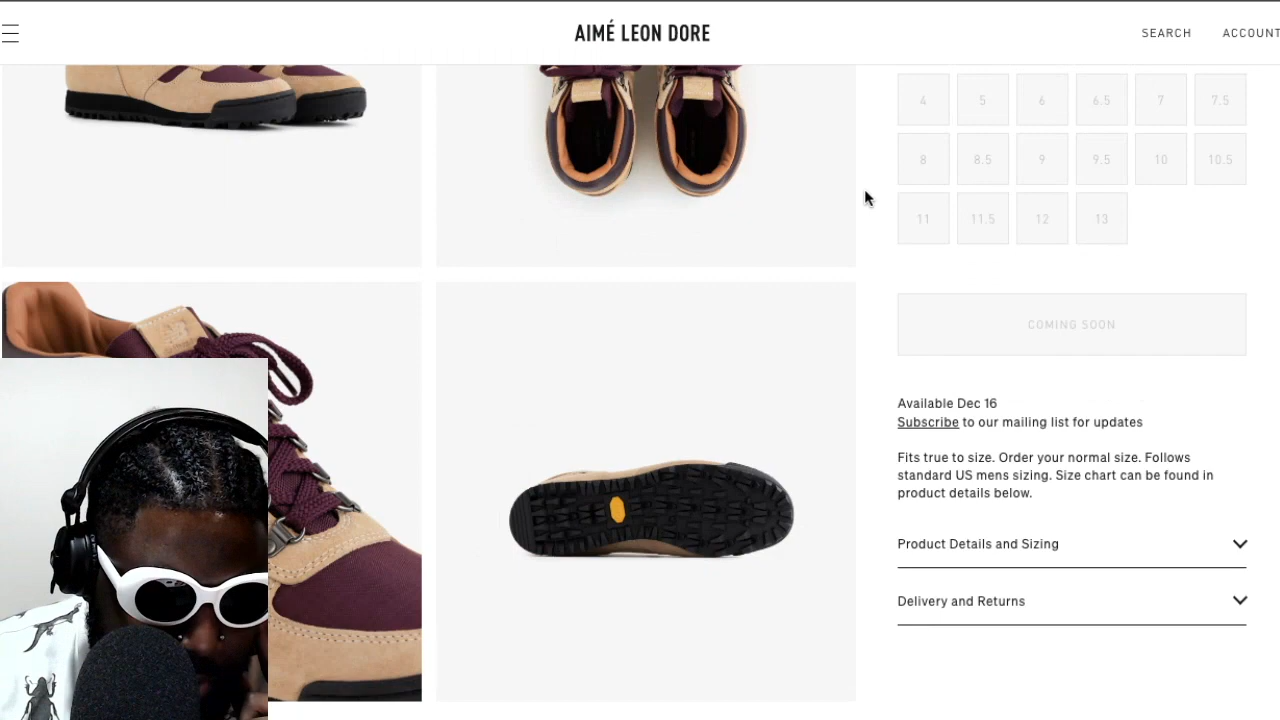 AIMÉ LEON DORE
SEARCH
ACCOUNT
4 5 6 6.5 7 7.5
8 8.5 9 9.5 10 10.5
11 11.5 12 13
COMING SOON
Available Dec 16
Subscribe to our mailing list for updates
Fits true to size. Order your normal size. Follows
standard US mens sizing. Size chart can be found in
product details below.
Product Details and Sizing
Delivery and Returns